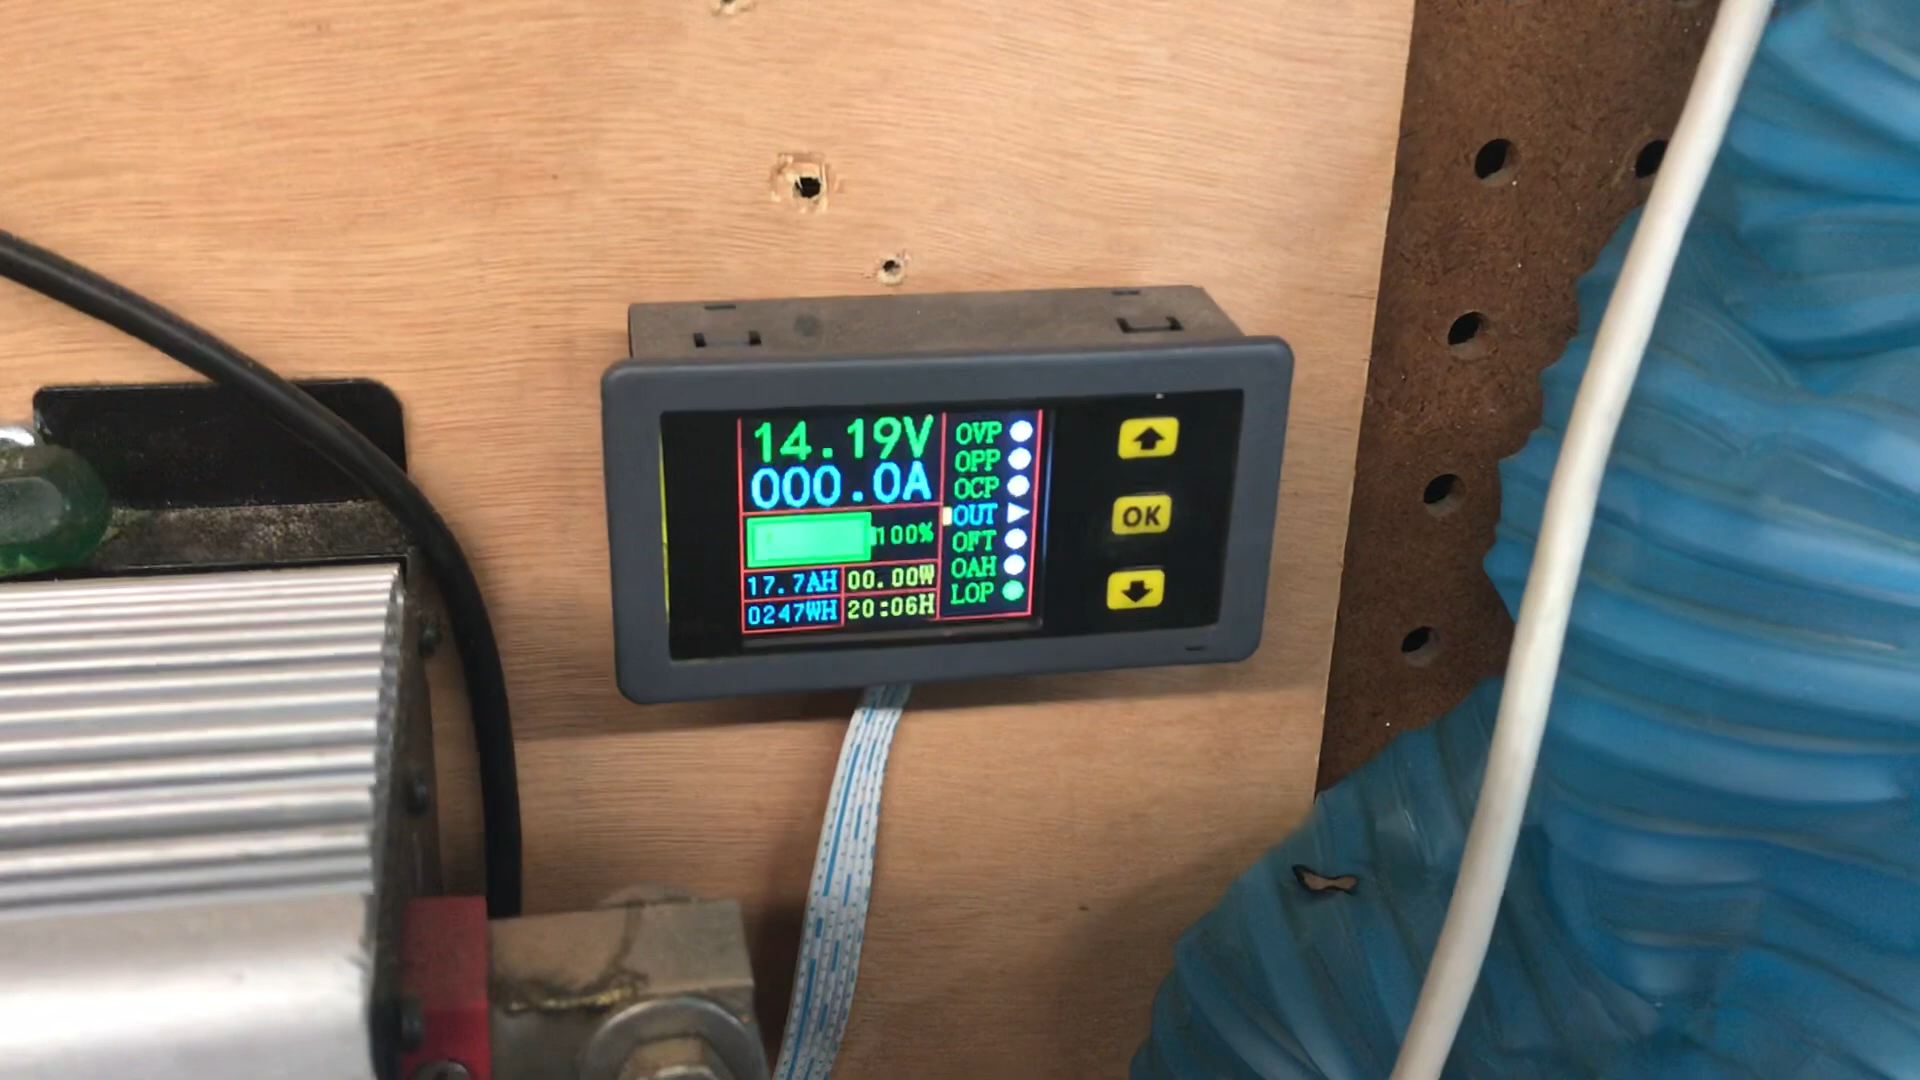 14.19V
000.0A
100%
17.7AH 00.00W
0247WH 20:06H
OVP
OPP
OCP
OUT
OFT
OAH
LOP
OK